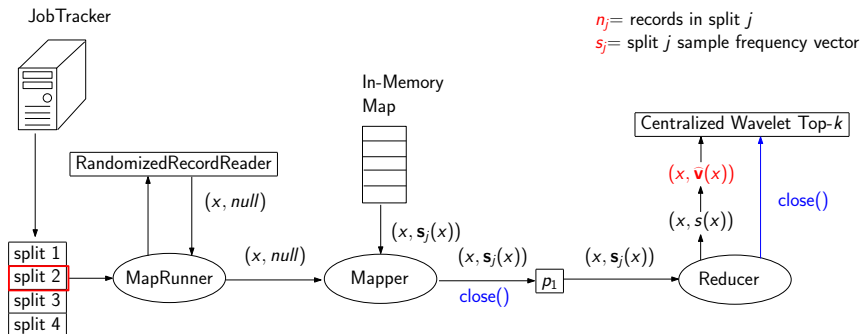 JobTracker
n_j= records in split j
s_j= split j sample frequency vector
In-Memory
Map
Centralized Wavelet Top-k
RandomizedRecordReader
(x, v̄(x))
(x, null)
close()
(x, s(x))
(x, s_j(x))
split 1
split 2
split 3
split 4
MapRunner
(x, null)
Mapper
(x, s_j(x))
close()
p_1
(x, s_j(x))
Reducer